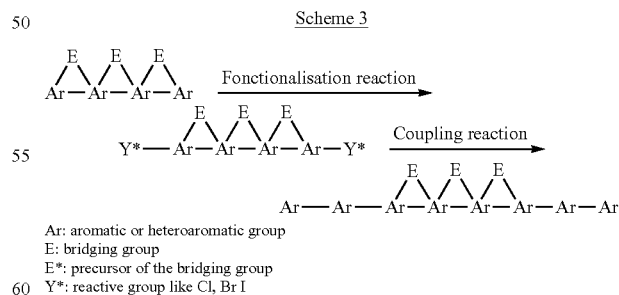 50
Scheme 3
E E E
Ar Ar Ar Ar Fonctionalisation reaction
E E E
Y* Ar Ar Ar Ar Y* Coupling reaction
55
E E E
Ar Ar Ar Ar Ar Ar Ar Ar
Ar: aromatic or heteroaromatic group
E: bridging group
E*: precursor of the bridging group
60 Y*: reactive group like Cl, Br I